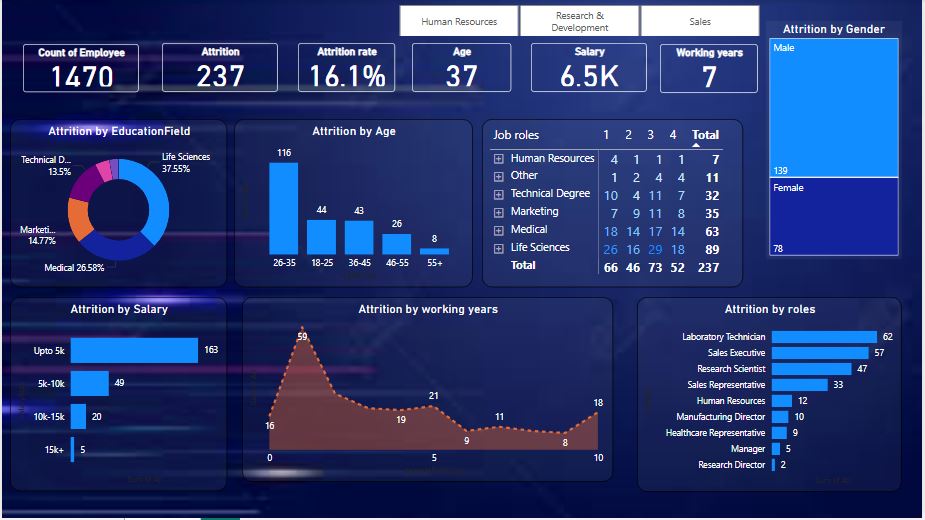 Human Resources
Research &
Development
Sales
Attrition by Gender
Count of Employee
1470
Attrition
237
Attrition rate
16.1%
Age
37
Salary
6.5K
Working years
7
Male
139
Female
78
Attrition by EducationField
Technical D...
13.5%
Life Sciences
37.55%
Marketi...
14.77%
Medical 26.58%
Attrition by Age
116
44
43
26
8
26-35 18-25 36-45 46-55 55+
Job roles 1 2 3 4 Total
Human Resources 4 1 1 1 7
Other 1 2 4 4 11
Technical Degree 10 4 11 7 32
Marketing 7 9 11 8 35
Medical 18 14 17 14 63
Life Sciences 26 16 29 18 89
Total 66 46 73 52 237
Attrition by Salary
Upto 5k 163
5k-10k 49
10k-15k 20
15k+ 5
Attrition by working years
59
16
19
21
9
11
8
18
0 5 10
Attrition by roles
Laboratory Technician 62
Sales Executive 57
Research Scientist 47
Sales Representative 33
Human Resources 12
Manufacturing Director 10
Healthcare Representative 9
Manager 5
Research Director 2